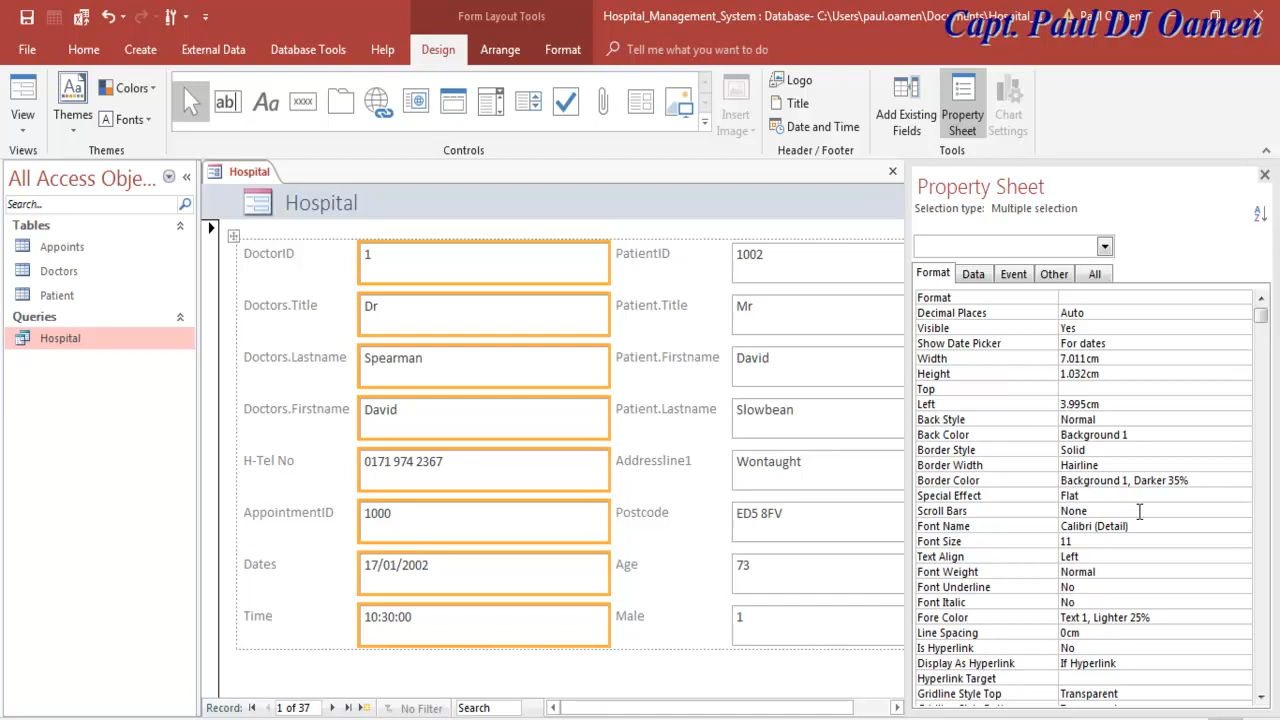 Form Layout Tools
Hospital_Management_System : Database- C:\Users\paul.oamen\Documents\Hospital_
Capt. Paul DJ Oamen
File
Home
Create
External Data
Database Tools
Help
Design
Arrange
Format
Tell me what you want to do
View
Views
Aa
Themes
Colors
Fonts
Themes
ab
Aa
xxxx
Controls
Insert
Image
Logo
Title
Date and Time
Header / Footer
Add Existing
Fields
Property
Sheet
Chart
Settings
Tools
All Access Obje...
Search...
Tables
Appoints
Doctors
Patient
Queries
Hospital
Hospital
Hospital
DoctorID 1 PatientID 1002
Doctors.Title Dr Patient.Title Mr
Doctors.Lastname Spearman Patient.Firstname David
Doctors.Firstname David Patient.Lastname Slowbean
H-Tel No 0171 974 2367 Addressline1 Wontaught
AppointmentID 1000 Postcode ED5 8FV
Dates 17/01/2002 Age 73
Time 10:30:00 Male 1
Record: 1 of 37 No Filter Search
Property Sheet
Selection type: Multiple selection
Format Data Event Other All
Format
Decimal Places Auto
Visible Yes
Show Date Picker For dates
Width 7.011cm
Height 1.032cm
Top
Left 3.995cm
Back Style Normal
Back Color Background 1
Border Style Solid
Border Width Hairline
Border Color Background 1, Darker 35%
Special Effect Flat
Scroll Bars None
Font Name Calibri (Detail)
Font Size 11
Text Align Left
Font Weight Normal
Font Underline No
Font Italic No
Fore Color Text 1, Lighter 25%
Line Spacing 0cm
Is Hyperlink No
Display As Hyperlink If Hyperlink
Hyperlink Target
Gridline Style Top Transparent